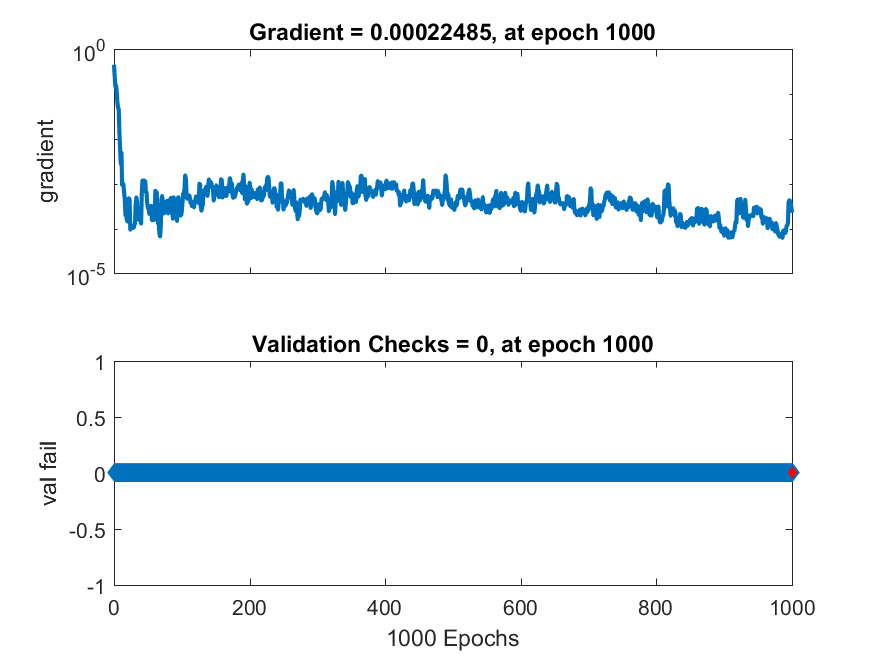 Gradient = 0.00022485, at epoch 1000
10^0
gradient
10^-5
Validation Checks = 0, at epoch 1000
1
0.5
val fail
0
-0.5
-1
0 200 400 600 800 1000
1000 Epochs